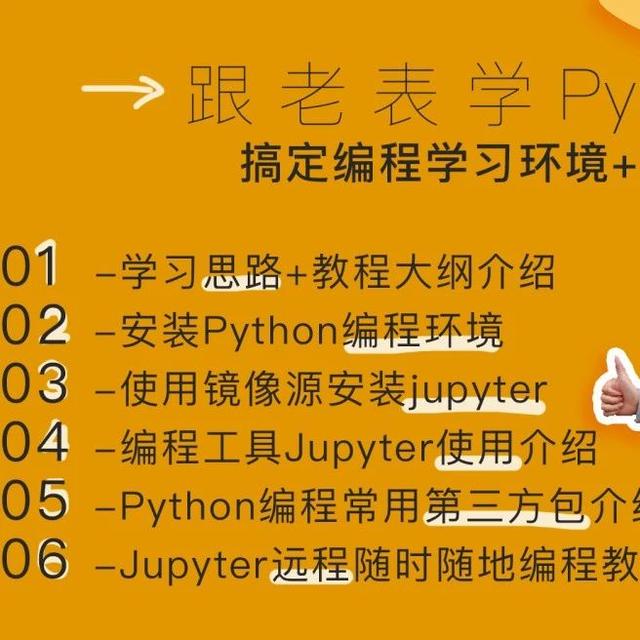 跟老表学Py
搞定编程学习环境+
01 -学习思路+教程大纲介绍
02 -安装Python编程环境
03 -使用镜像源安装jupyter
04 -编程工具Jupyter使用介绍
05 -Python编程常用第三方包介绍
06 -Jupyter远程随时随地编程教